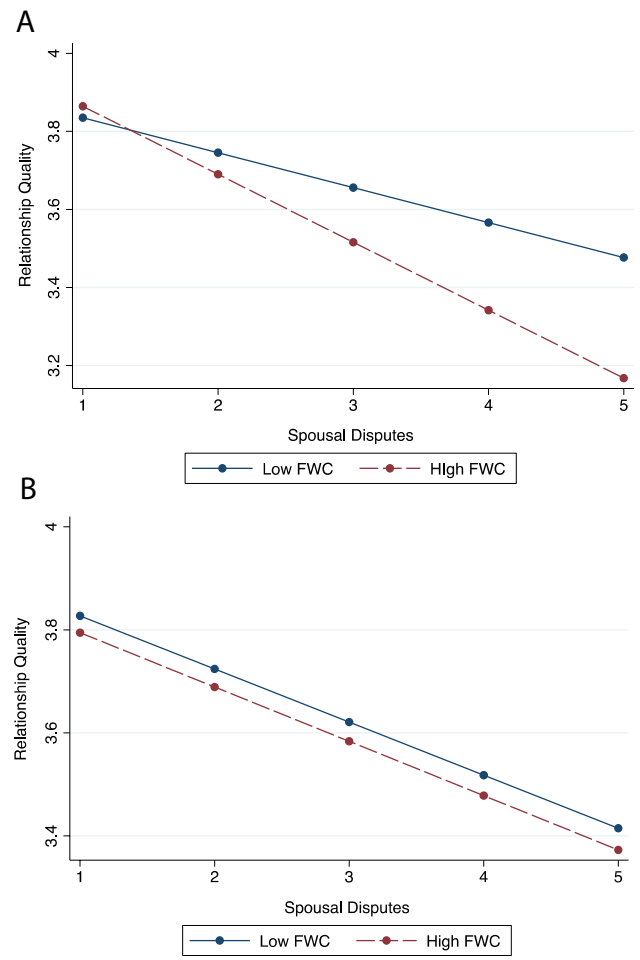 A
4
3.8
3.6
3.4
3.2
Relationship Quality
1 2 3 4 5
Spousal Disputes
Low FWC HIgh FWC
B
4
3.8
3.6
3.4
Relationship Quality
1 2 3 4 5
Spousal Disputes
Low FWC High FWC